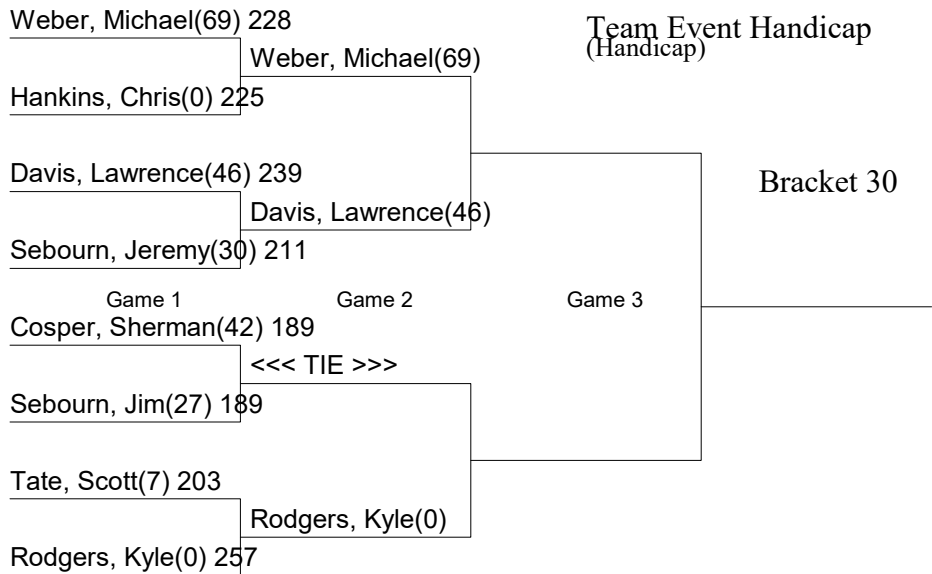 Weber, Michael(69) 228
Team Event Handicap
(Handicap)
Weber, Michael(69)
Hankins, Chris(0) 225
Davis, Lawrence(46) 239
Bracket 30
Davis, Lawrence(46)
Sebourn, Jeremy(30) 211
Game 1
Game 2
Game 3
Cosper, Sherman(42) 189
<<< TIE >>>
Sebourn, Jim(27) 189
Tate, Scott(7) 203
Rodgers, Kyle(0)
Rodgers, Kyle(0) 257